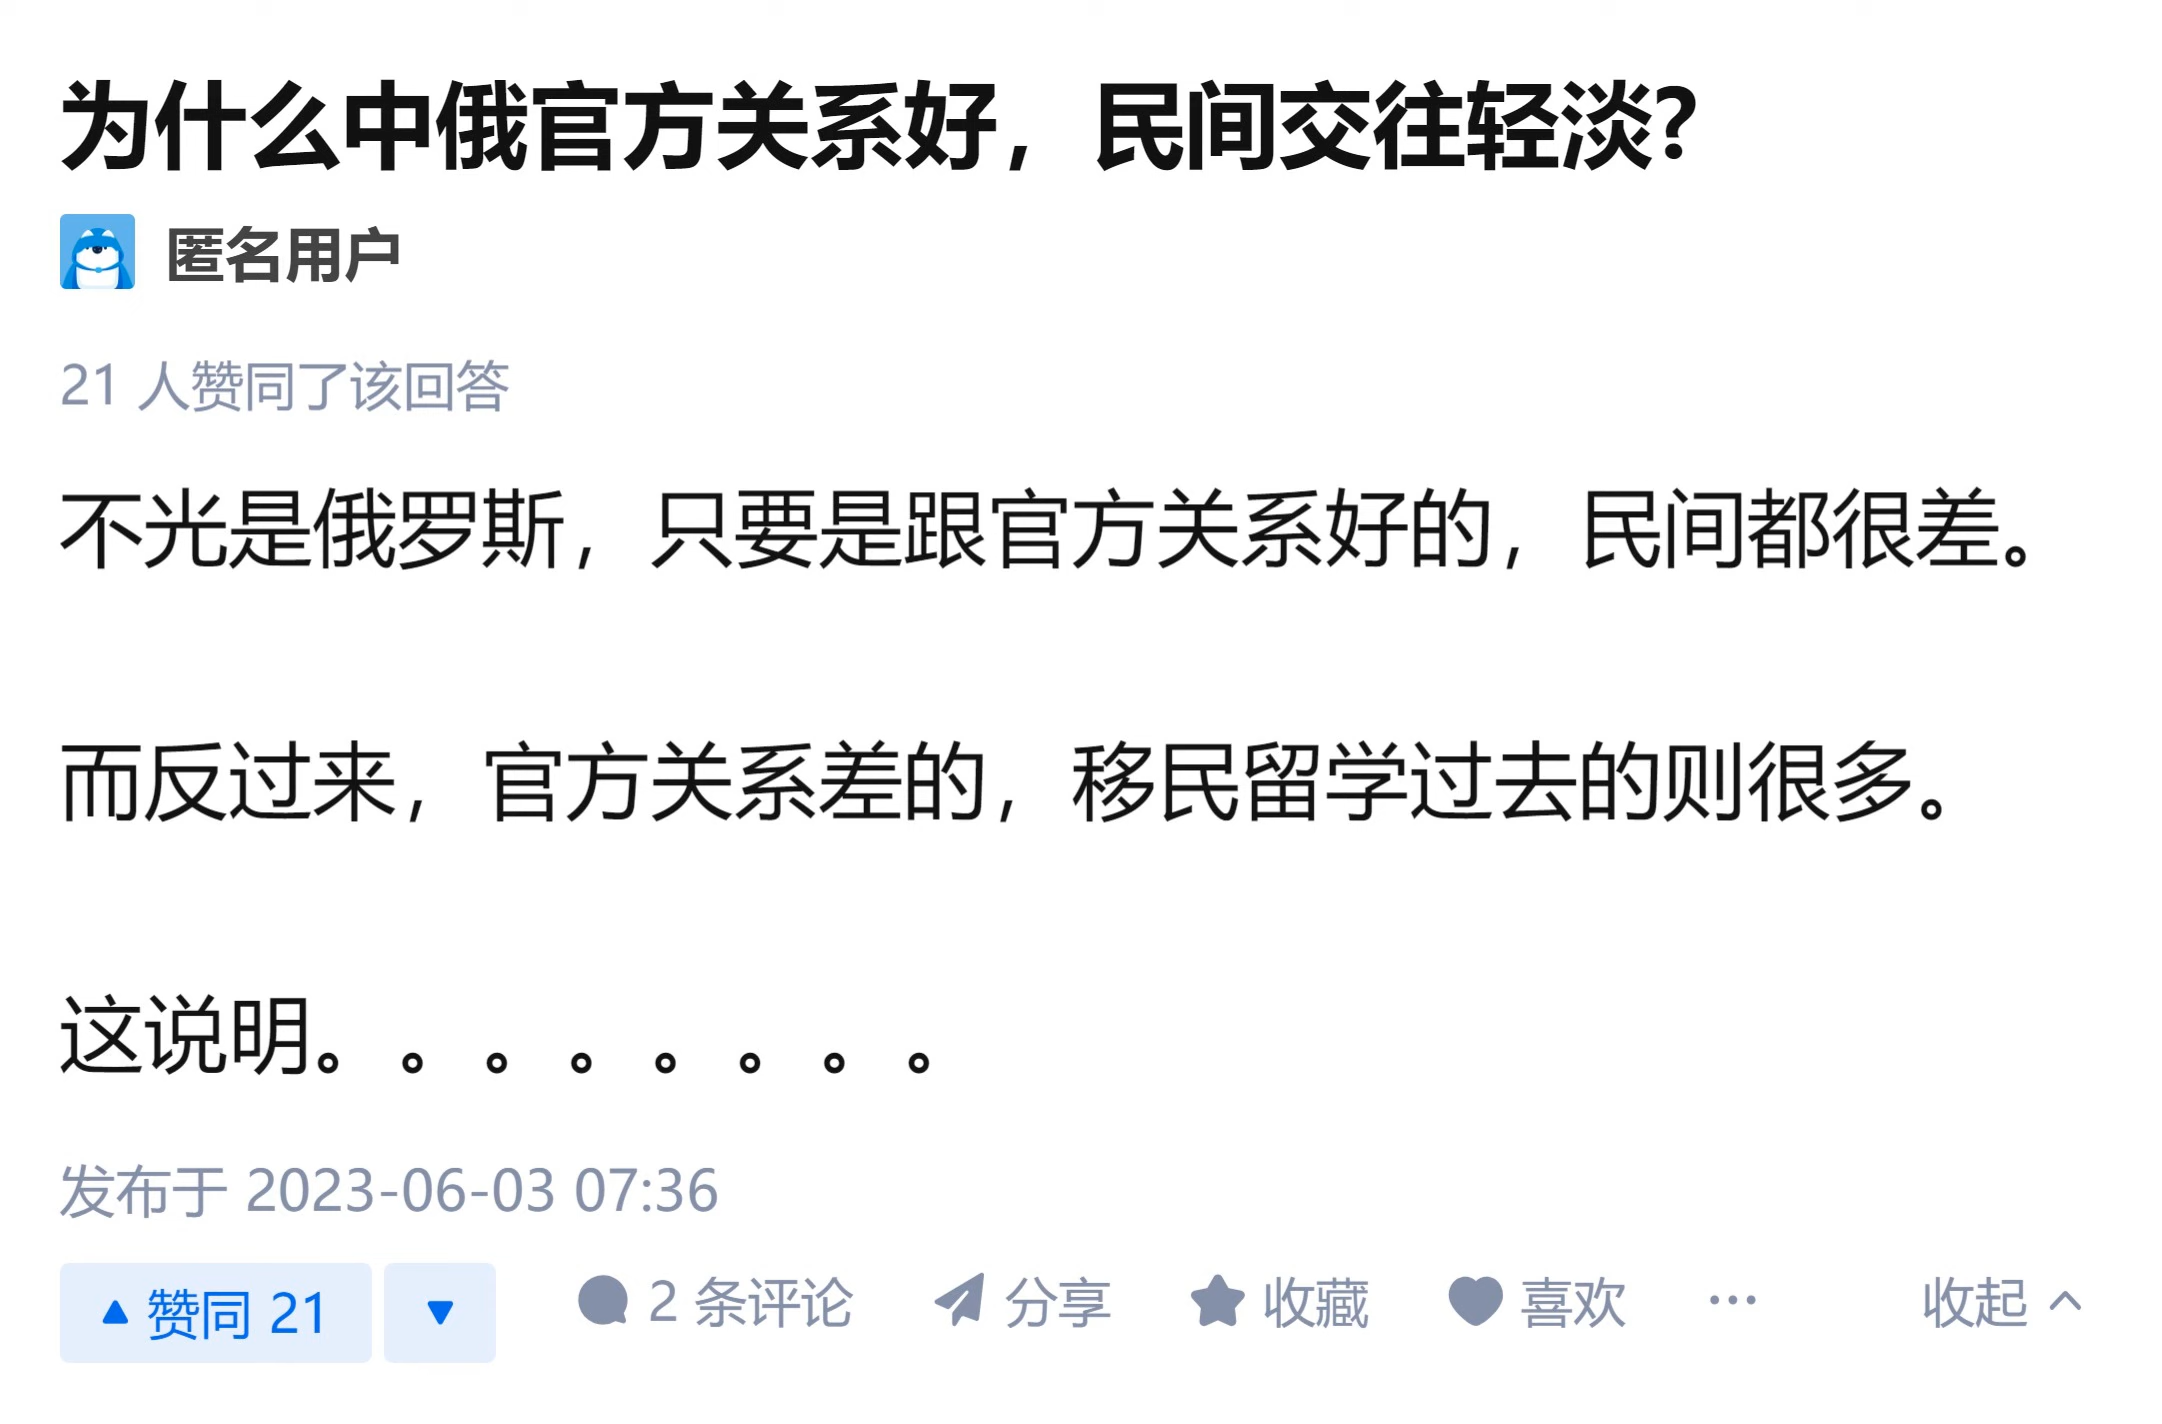 为什么中俄官方关系好，民间交往轻淡？
匿名用户
21 人赞同了该回答
不光是俄罗斯，只要是跟官方关系好的，民间都很差。
而反过来，官方关系差的，移民留学过去的则很多。
这说明。。。。。。。。
发布于 2023-06-03 07:36
赞同 21 2 条评论 分享 收藏 喜欢 ··· 收起